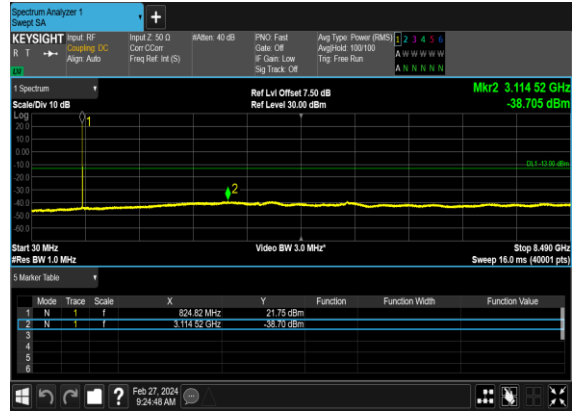 Spectrum Analyzer 1
Swept SA
+
KEYSIGHT Input: RF Input Z: 50 Ω #Atten: 40 dB PNO: Fast Avg Type: Power (RMS) 1 2 3 4 5 6
R T Coupling: DC Corr CCorr Gate: Off Avg|Hold: 100/100 A W W W W W
Align: Auto Freq Ref: Int (S) IF Gain: Low Trig: Free Run
Sig Track: Off A N N N N N
1 Spectrum Ref Lvl Offset 7.50 dB Mkr2 3.114 52 GHz
Scale/Div 10 dB Ref Level 30.00 dBm -38.705 dBm
Log
20.0
10.0
0.00
-10.0
-20.0
-30.0
-40.0
-50.0
-60.0
1
2
DL1 -13.00 dBm
Start 30 MHz Video BW 3.0 MHz* Stop 8.490 GHz
#Res BW 1.0 MHz Sweep 16.0 ms (40001 pts)
5 Marker Table
Mode Trace Scale X Y Function Function Width Function Value
1 N 1 f 824.82 MHz 21.75 dBm
2 N 1 f 3.114 52 GHz -38.70 dBm
3
4
5
6
? Feb 27, 2024
9:24:48 AM